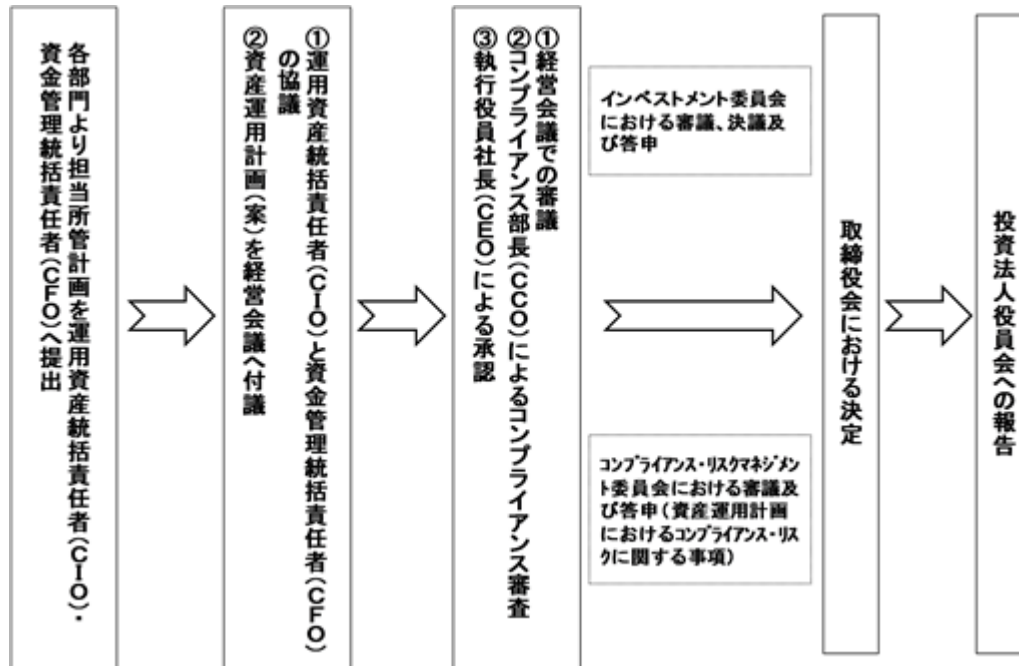 各部門より担当所管計画を運用資産統括責任者(CIO)・
資金管理統括責任者(CFO)へ提出
①運用資産統括責任者(CIO)と資金管理統括責任者(CFO)
の協議
②資産運用計画(案)を経営会議へ付議
①経営会議での審議
②コンプライアンス部長(CCO)によるコンプライアンス審査
③執行役員社長(CEO)による承認
インベストメント委員会
における審議、決議及
び答申
コンプライアンス・リスクマネジメン
ト委員会における審議及
び答申(資産運用計画
におけるコンプライアンス・リス
クに関する事項)
取締役会における決定
投資法人役員会への報告